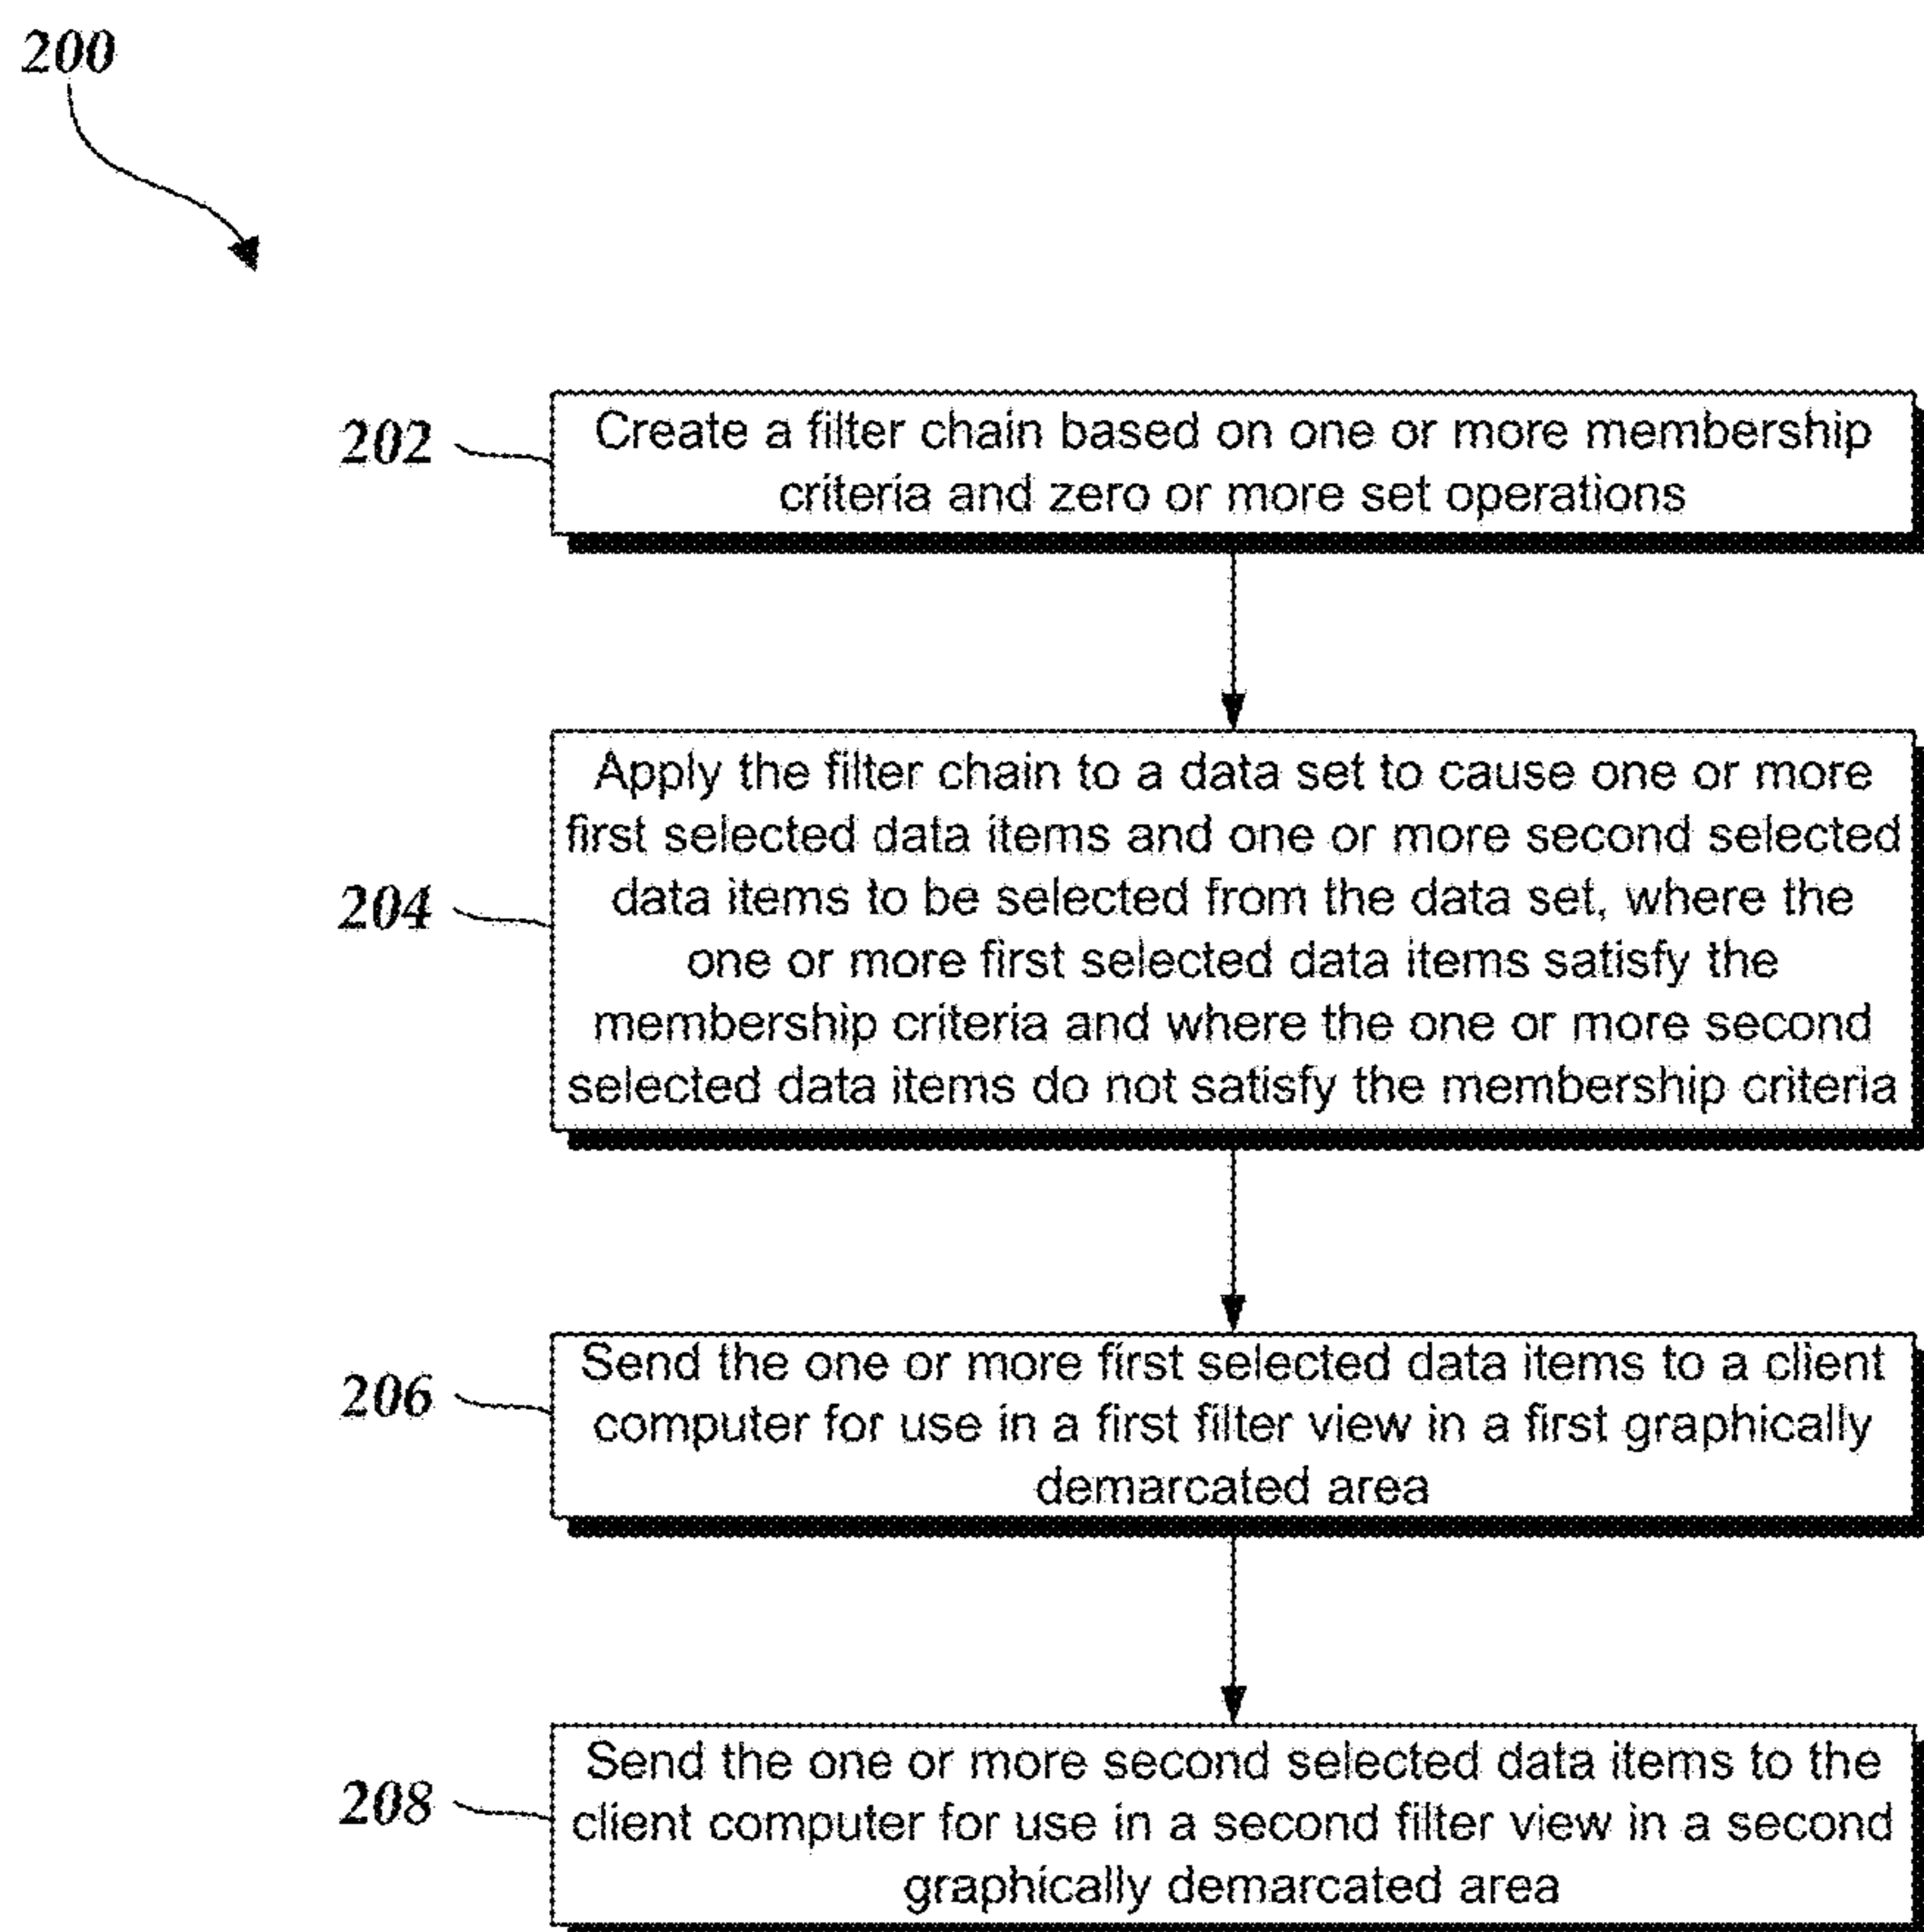 200
202
Create a filter chain based on one or more membership
criteria and zero or more set operations
204
Apply the filter chain to a data set to cause one or more
first selected data items and one or more second selected
data items to be selected from the data set, where the
one or more first selected data items satisfy the
membership criteria and where the one or more second
selected data items do not satisfy the membership criteria
206
Send the one or more first selected data items to a client
computer for use in a first filter view in a first graphically
demarcated area
208
Send the one or more second selected data items to the
client computer for use in a second filter view in a second
graphically demarcated area